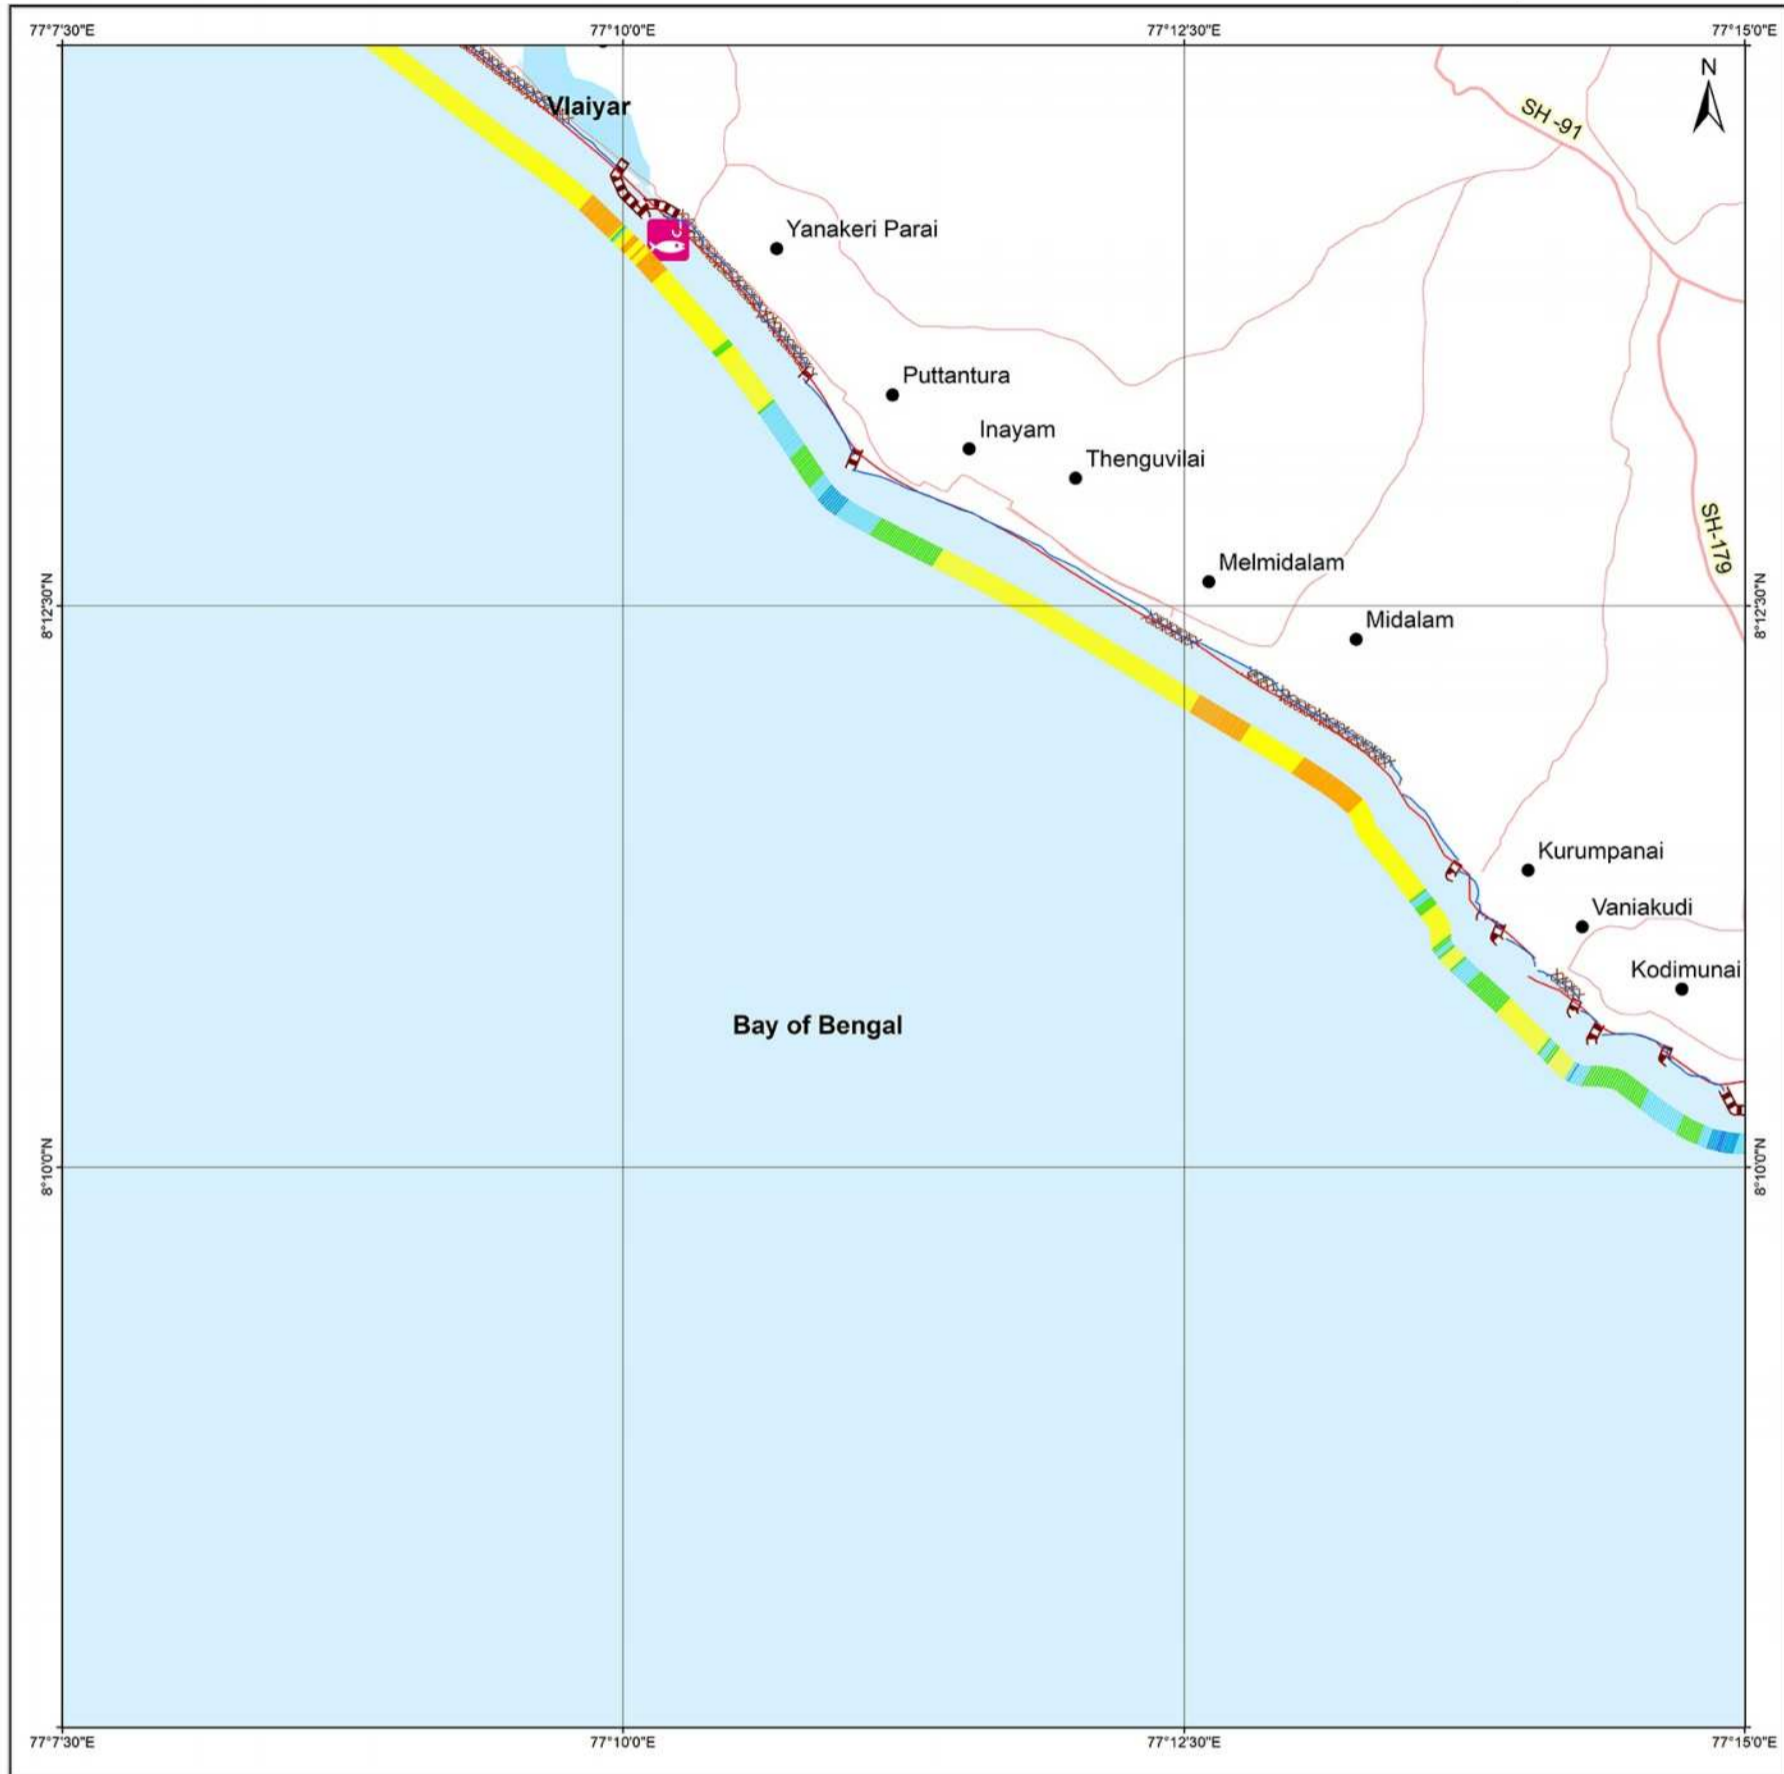 77°7'30"E 77°10'0"E 77°12'30"E 77°15'0"E
N
Vlaiyar
SH -91
Yanakeri Parai
Puttantura
Inayam
Thenguvilai
SH-179
Melmidalam
8°12'30"N 8°12'30"N
Midalam
Kurumpanai
Vaniakudi
Kodimunai
Bay of Bengal
8°10'0"N 8°10'0"N
77°7'30"E 77°10'0"E 77°12'30"E 77°15'0"E